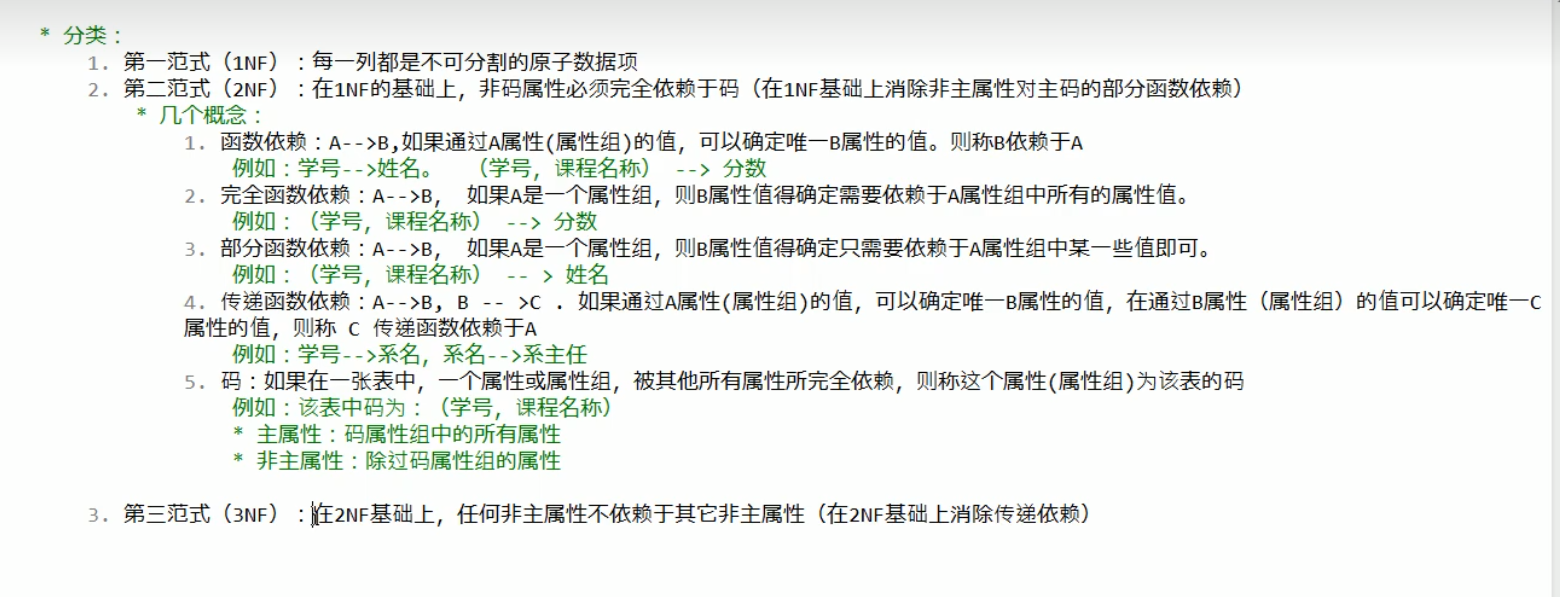 * 分类：
1. 第一范式（1NF）：每一列都是不可分割的原子数据项
2. 第二范式（2NF）：在1NF的基础上，非码属性必须完全依赖于码（在1NF基础上消除非主属性对主码的部分函数依赖）
* 几个概念：
1. 函数依赖：A-->B,如果通过A属性(属性组)的值，可以确定唯一B属性的值。则称B依赖于A
例如：学号-->姓名。 （学号，课程名称） --> 分数
2. 完全函数依赖：A-->B， 如果A是一个属性组，则B属性值得确定需要依赖于A属性组中所有的属性值。
例如：（学号，课程名称） --> 分数
3. 部分函数依赖：A-->B， 如果A是一个属性组，则B属性值得确定只需要依赖于A属性组中某一些值即可。
例如：（学号，课程名称） -- > 姓名
4. 传递函数依赖：A-->B, B -- >C . 如果通过A属性(属性组)的值，可以确定唯一B属性的值，在通过B属性（属性组）的值可以确定唯一C
属性的值，则称 C 传递函数依赖于A
例如：学号-->系名，系名-->系主任
5. 码：如果在一张表中，一个属性或属性组，被其他所有属性所完全依赖，则称这个属性(属性组)为该表的码
例如：该表中码为：（学号，课程名称）
* 主属性：码属性组中的所有属性
* 非主属性：除过码属性组的属性
3. 第三范式（3NF）：在2NF基础上，任何非主属性不依赖于其它非主属性（在2NF基础上消除传递依赖）